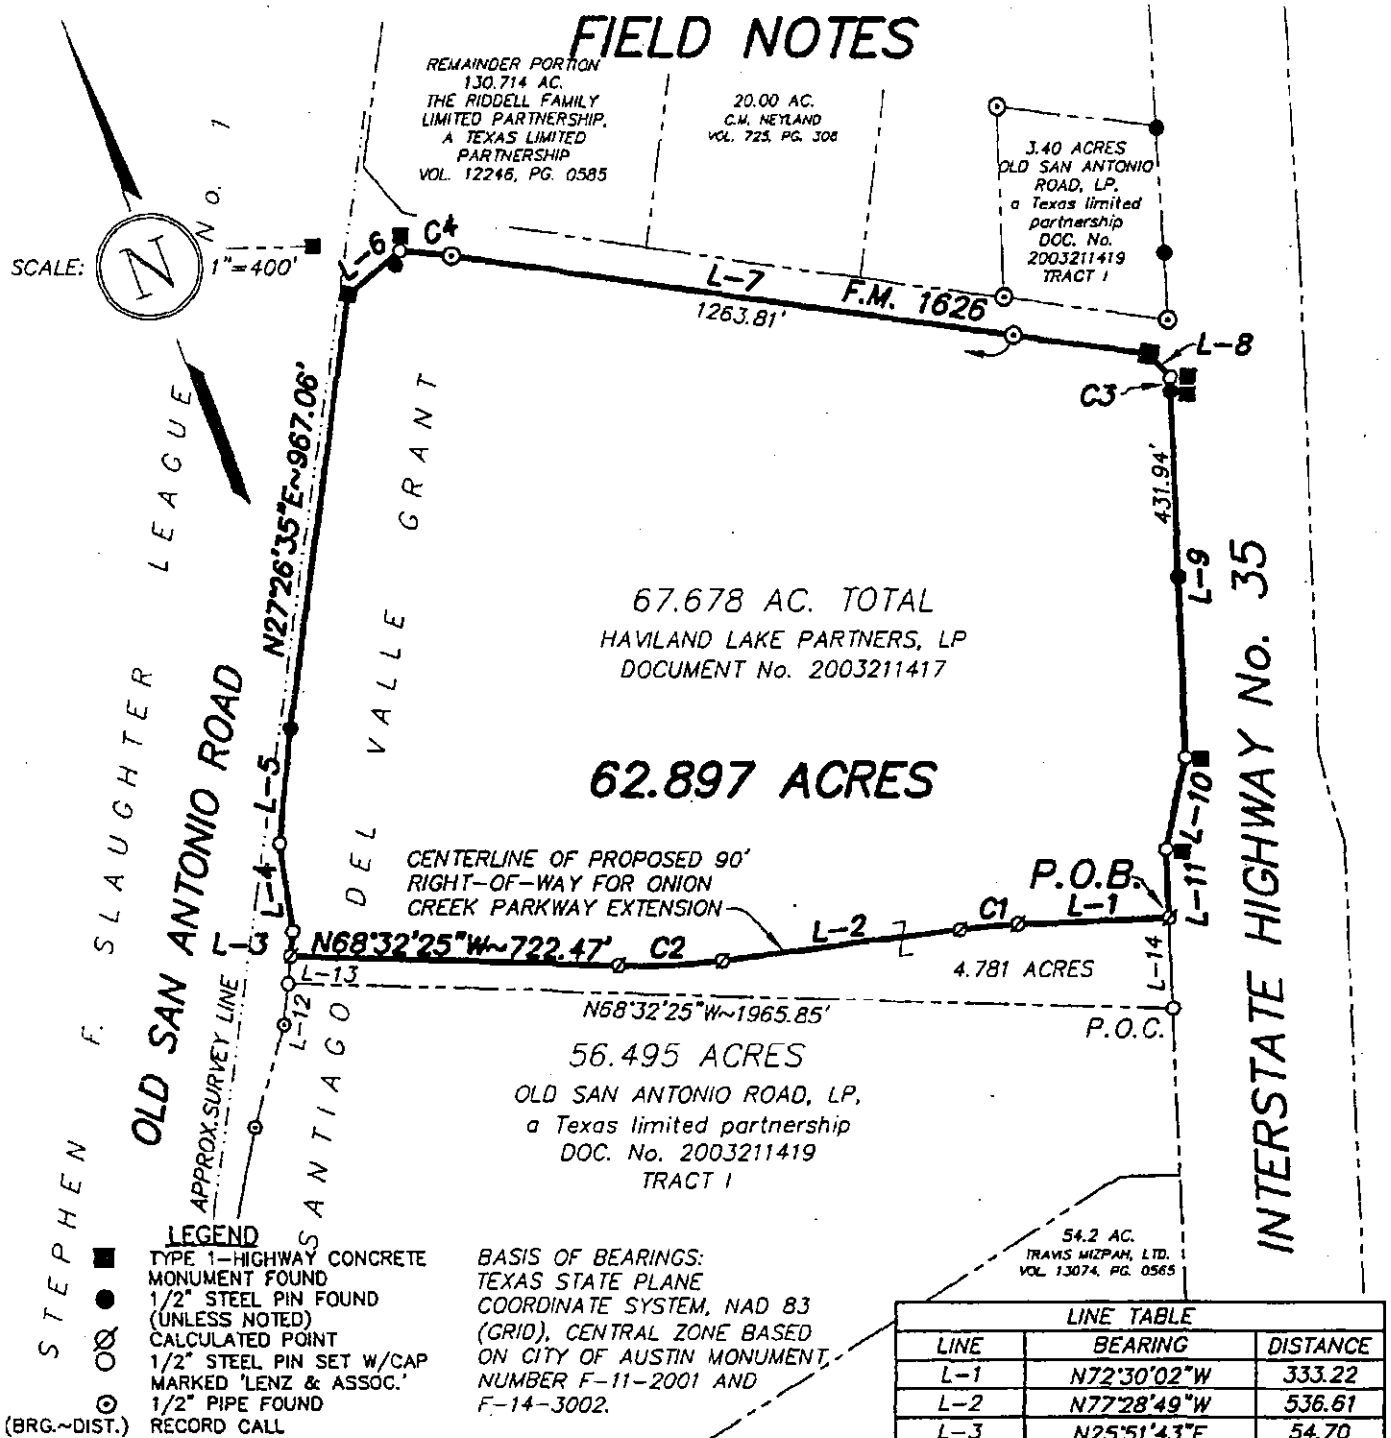 FIELD NOTES
REMAINDER PORTION
130.714 AC.
THE RIDDELL FAMILY
LIMITED PARTNERSHIP,
A TEXAS LIMITED
PARTNERSHIP
VOL. 12246, PG. 0585
20.00 AC.
C.M. NEYLAND
VOL. 725, PG. 308
3.40 ACRES
OLD SAN ANTONIO
ROAD, LP,
a Texas limited
partnership
DOC. No.
2003211419
TRACT I
SCALE:
N
1"=400'
L-6
C4
L-7
1263.81'
F.M. 1626
L-8
C3
431.94'
L-9
N27°26'35"E~967.06'
67.678 AC. TOTAL
HAVILAND LAKE PARTNERS, LP
DOCUMENT No. 2003211417
62.897 ACRES
INTERSTATE HIGHWAY No. 35
L-10
L-11
L-5
L-4
CENTERLINE OF PROPOSED 90'
RIGHT-OF-WAY FOR ONION
CREEK PARKWAY EXTENSION
P.O.B.
L-1
C1
L-2
L-3
N68°32'25"W~722.47'
C2
L-13
L-12
4.781 ACRES
L-14
N68°32'25"W~1965.85'
P.O.C.
OLD SAN ANTONIO ROAD
APPROX.SURVEY LINE
STEPHEN F. SLAUGHTER LEAGUE No. 1
SANTIAGO DEL VALLE GRANT
56.495 ACRES
OLD SAN ANTONIO ROAD, LP,
a Texas limited partnership
DOC. No. 2003211419
TRACT I
54.2 AC.
TRAVIS MIZPAH, LTD.
VOL. 13074, PG. 0565
LEGEND
TYPE 1-HIGHWAY CONCRETE
MONUMENT FOUND
1/2" STEEL PIN FOUND
(UNLESS NOTED)
CALCULATED POINT
1/2" STEEL PIN SET W/CAP
MARKED 'LENZ & ASSOC.'
1/2" PIPE FOUND
(BRG.~DIST.) RECORD CALL
BASIS OF BEARINGS:
TEXAS STATE PLANE
COORDINATE SYSTEM, NAD 83
(GRID), CENTRAL ZONE BASED
ON CITY OF AUSTIN MONUMENT
NUMBER F-11-2001 AND
F-14-3002.
LINE TABLE
LINE BEARING DISTANCE
L-1 N72°30'02"W 333.22
L-2 N77°28'49"W 536.61
L-3 N25°51'43"E 54.70